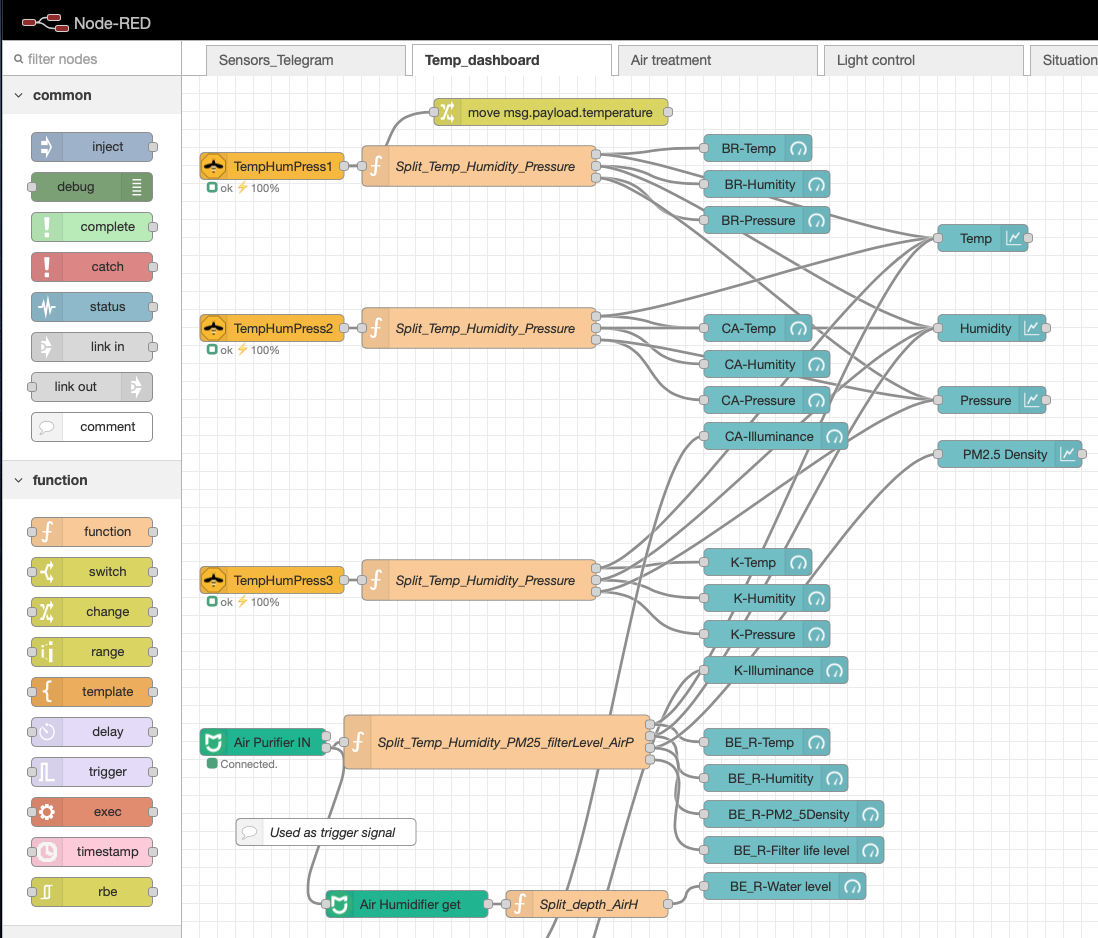 Node-RED
filter nodes
Sensors_Telegram
Temp_dashboard
Air treatment
Light control
Situation
common
inject
debug
complete
catch
status
link in
link out
comment
function
function
switch
change
range
template
delay
trigger
exec
timestamp
rbe
move msg.payload.temperature
TempHumPress1
ok ⚡ 100%
Split_Temp_Humidity_Pressure
BR-Temp
BR-Humitity
BR-Pressure
Temp
TempHumPress2
ok ⚡ 100%
Split_Temp_Humidity_Pressure
CA-Temp
CA-Humitity
CA-Pressure
CA-Illuminance
Humidity
Pressure
PM2.5 Density
TempHumPress3
ok ⚡ 100%
Split_Temp_Humidity_Pressure
K-Temp
K-Humitity
K-Pressure
K-Illuminance
Air Purifier IN
Connected.
Split_Temp_Humidity_PM25_filterLevel_AirP
BE_R-Temp
BE_R-Humitity
BE_R-PM2_5Density
BE_R-Filter life level
BE_R-Water level
Used as trigger signal
Air Humidifier get
Split_depth_AirH